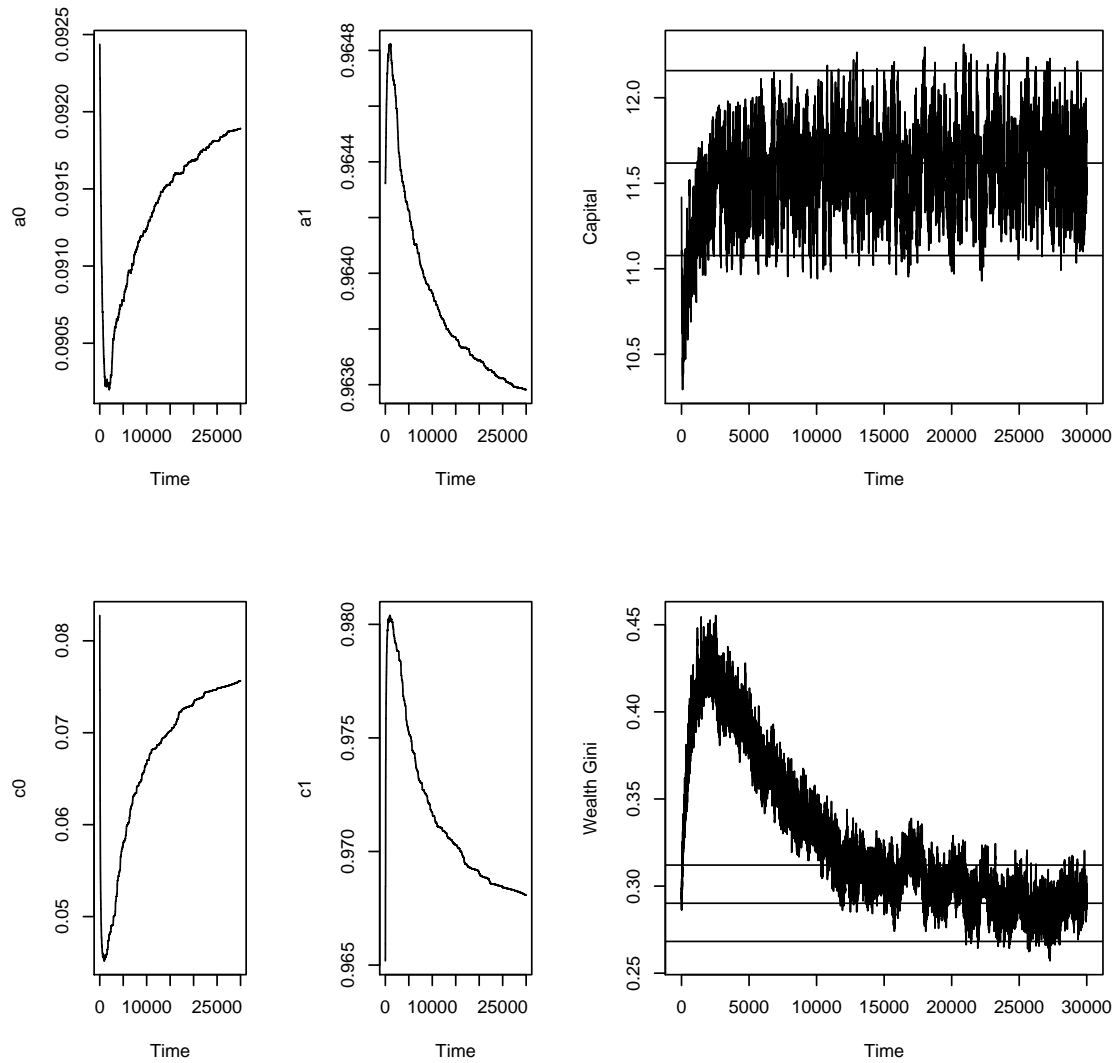 a0
0.0905 0.0910 0.0915 0.0920 0.0925
0 10000 25000
Time
a1
0.9636 0.9640 0.9644 0.9648
0 10000 25000
Time
Capital
10.5 11.0 11.5 12.0
0 5000 10000 15000 20000 25000 30000
Time
c0
0.05 0.06 0.07 0.08
0 10000 25000
Time
c1
0.965 0.970 0.975 0.980
0 10000 25000
Time
Wealth Gini
0.25 0.30 0.35 0.40 0.45
0 5000 10000 15000 20000 25000 30000
Time